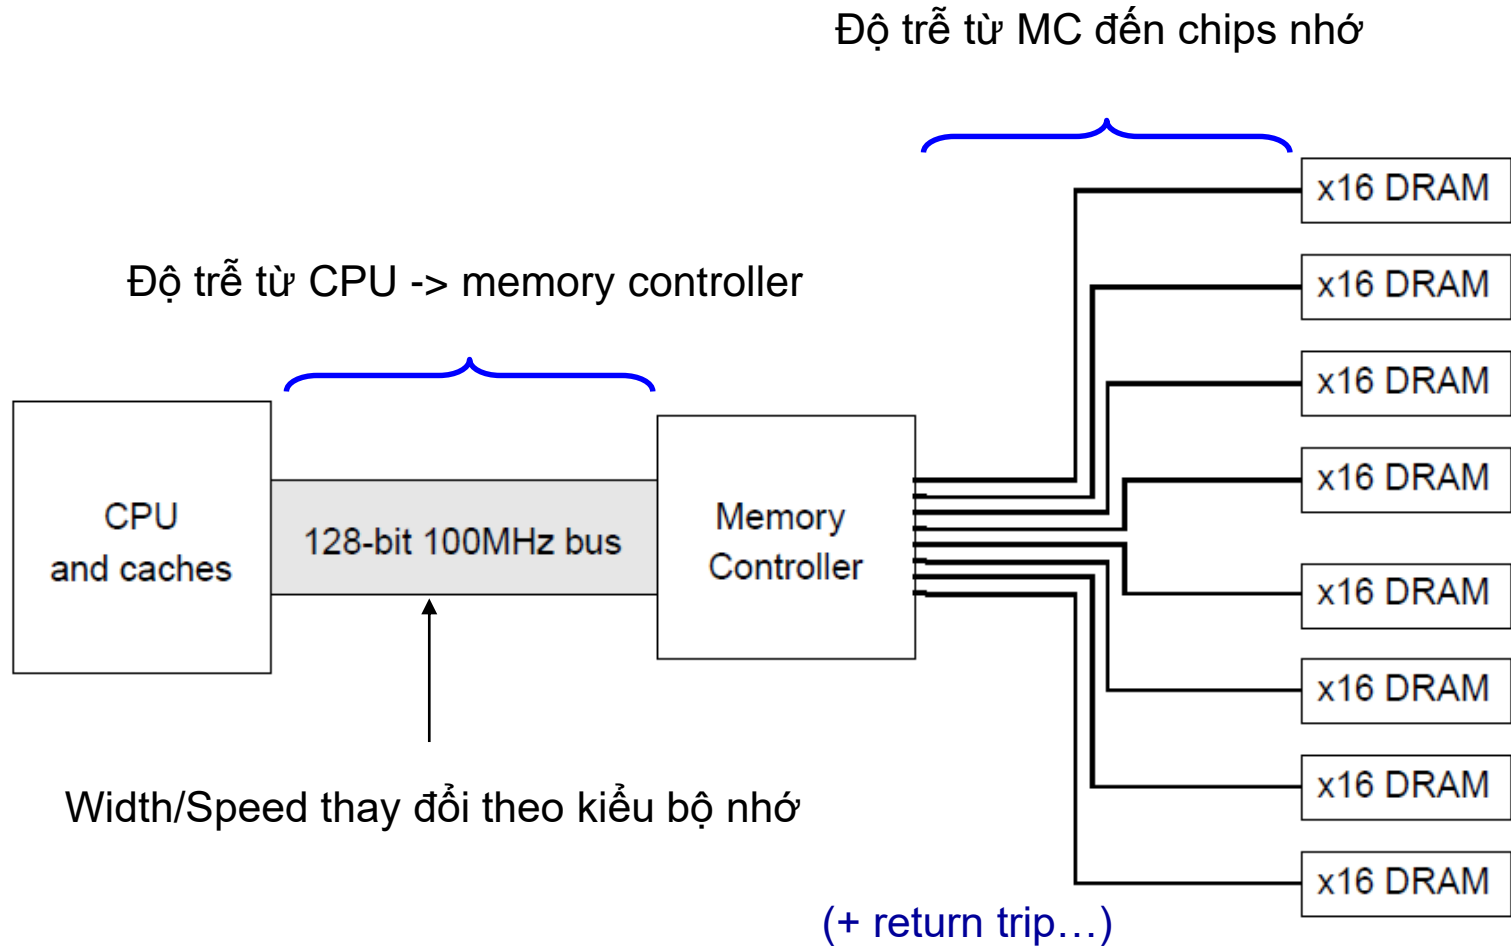 Độ trễ từ MC đến chips nhớ
Độ trễ từ CPU -> memory controller
CPU
and caches
128-bit 100MHz bus
Memory
Controller
x16 DRAM
x16 DRAM
x16 DRAM
x16 DRAM
x16 DRAM
x16 DRAM
x16 DRAM
x16 DRAM
Width/Speed thay đổi theo kiểu bộ nhớ
(+ return trip…)